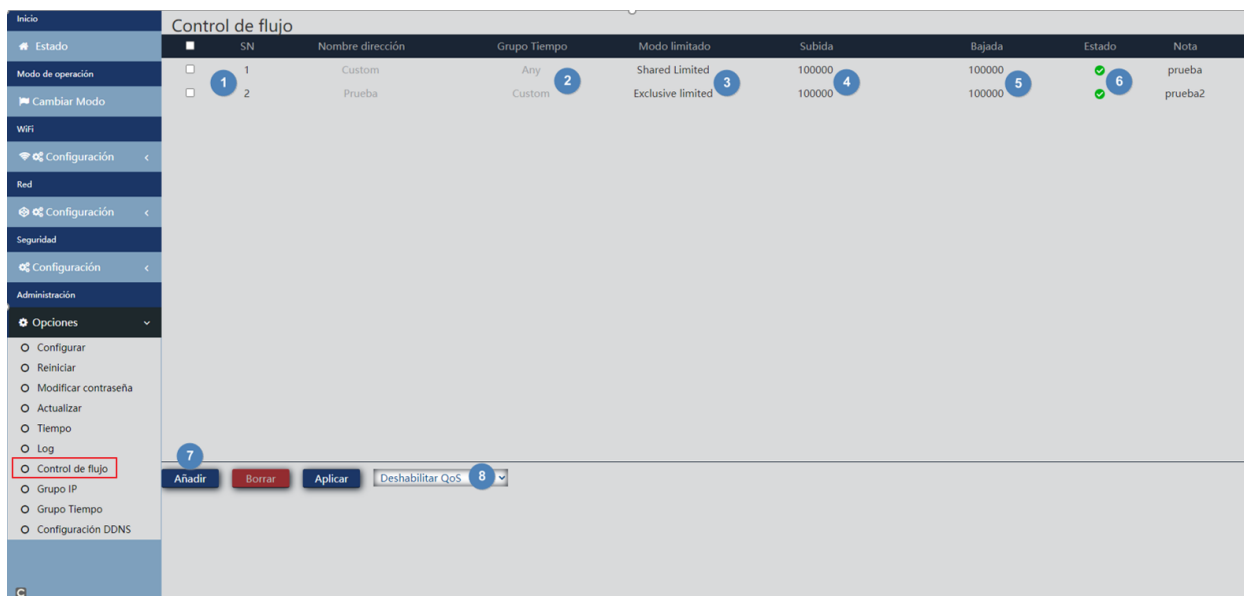 Inicio
Estado
Modo de operación
Cambiar Modo
WiFi
Configuración
Red
Configuración
Seguridad
Configuración
Administración
Opciones
Configurar
Reiniciar
Modificar contraseña
Actualizar
Tiempo
Log
Control de flujo
Grupo IP
Grupo Tiempo
Configuración DDNS
C
Control de flujo
SN Nombre dirección Grupo Tiempo Modo limitado Subida Bajada Estado Nota
1 Custom Any Shared Limited 100000 100000 prueba
1 2 3 4 5 6
2 Prueba Custom Exclusive limited 100000 100000 prueba2
7
Añadir Borrar Aplicar Deshabilitar QoS 8